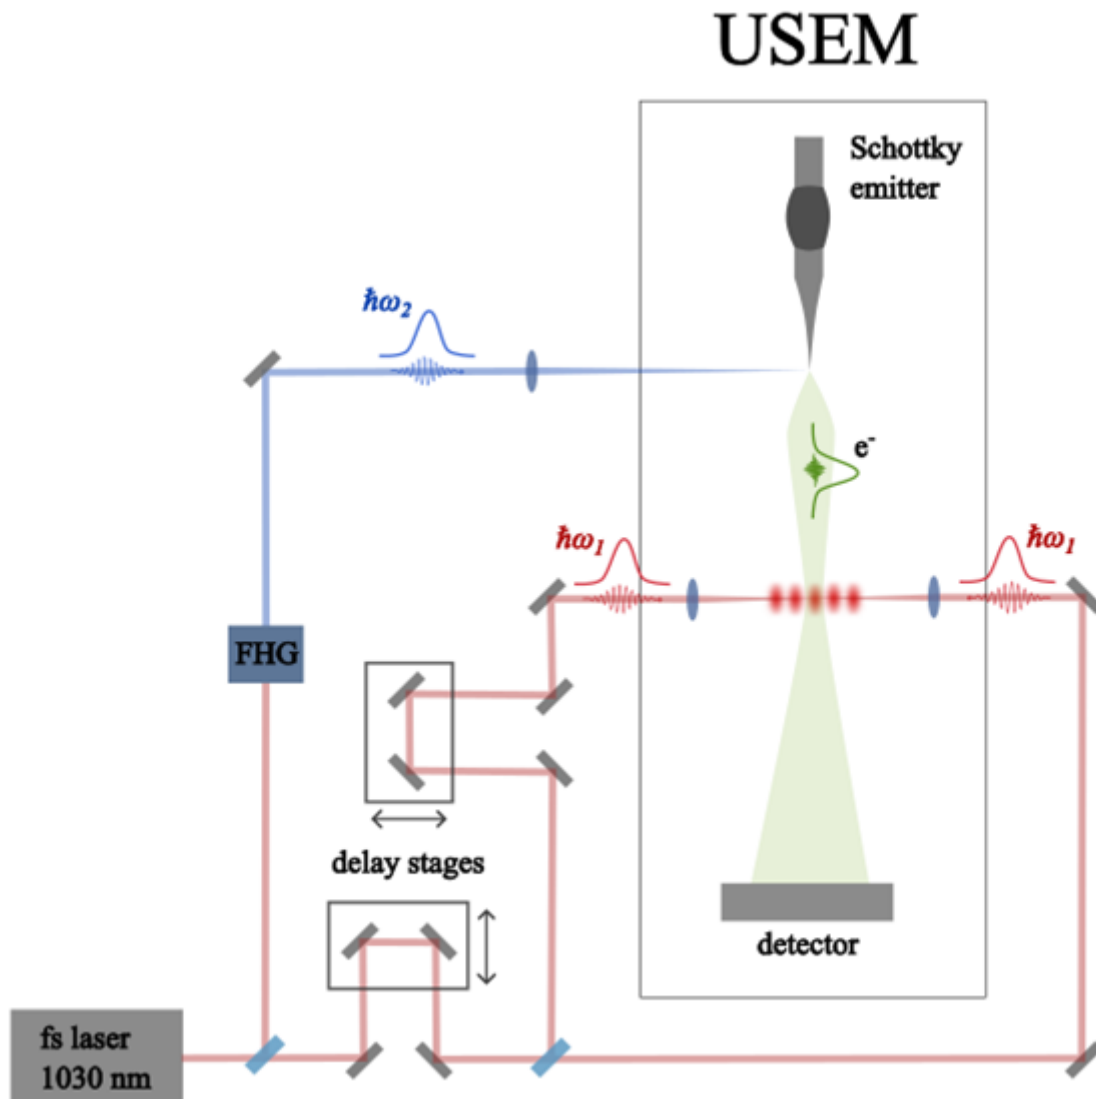 USEM
Schottky
emitter
ħω₂
e⁻
ħω₁
ħω₁
FHG
delay stages
detector
fs laser
1030 nm